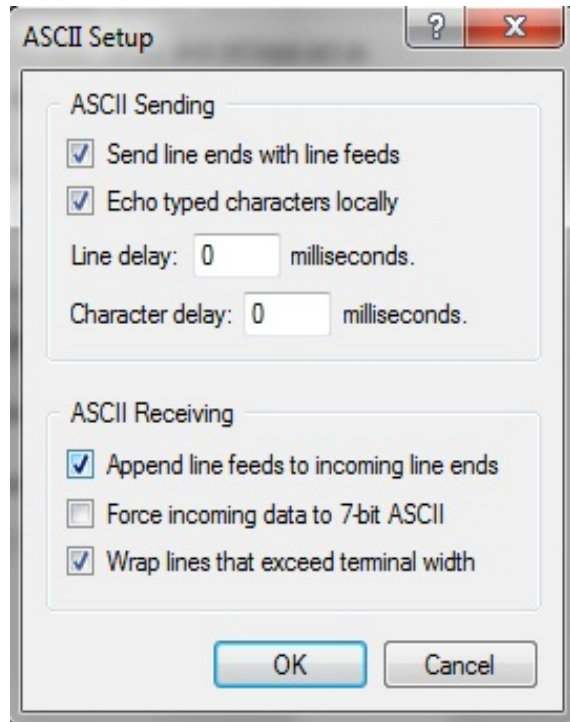 ASCII Setup
ASCII Sending
Send line ends with line feeds
Echo typed characters locally
Line delay: 0 milliseconds.
Character delay: 0 milliseconds.
ASCII Receiving
Append line feeds to incoming line ends
Force incoming data to 7-bit ASCII
Wrap lines that exceed terminal width
OK Cancel